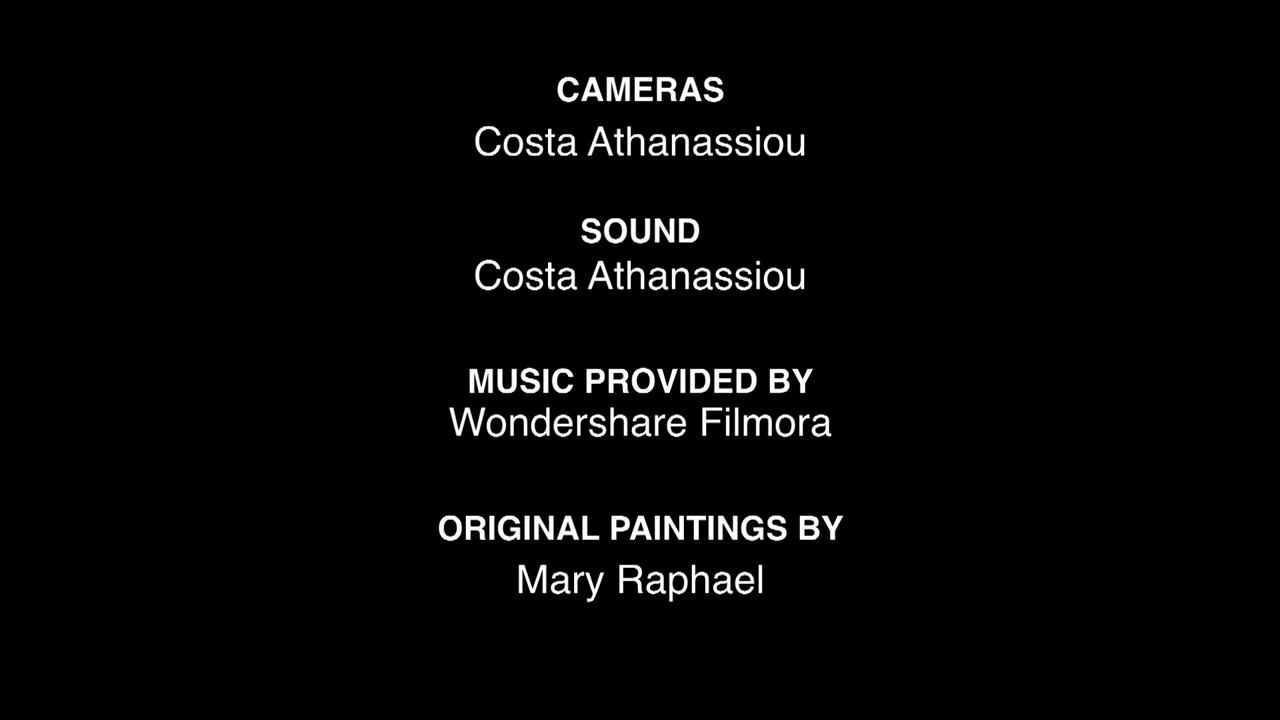 CAMERAS
Costa Athanassiou
SOUND
Costa Athanassiou
MUSIC PROVIDED BY
Wondershare Filmora
ORIGINAL PAINTINGS BY
Mary Raphael